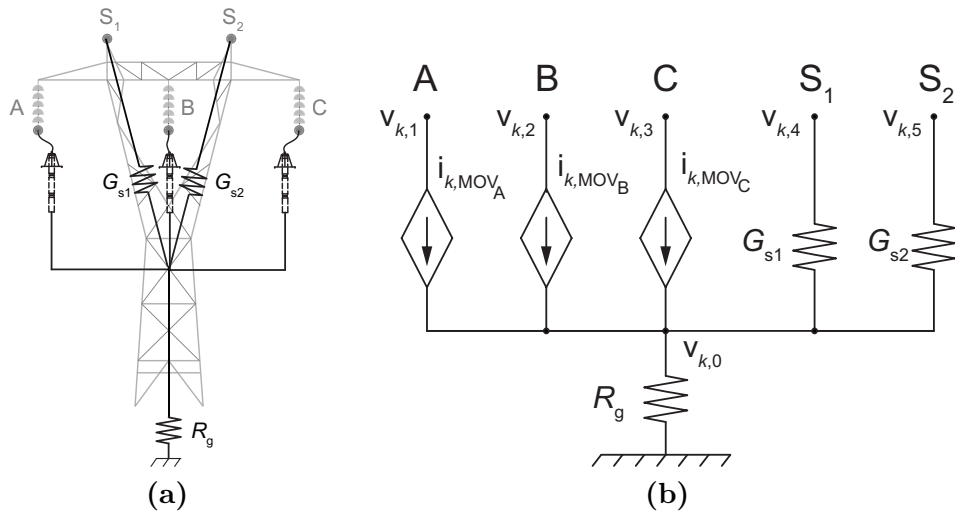 S1 S2
A B C
Gs1 Gs2
Rg
(a)
A B C S1 S2
vk,1 vk,2 vk,3 vk,4 vk,5
ik,MOVA ik,MOVB ik,MOVC
Gs1 Gs2
vk,0
Rg
(b)